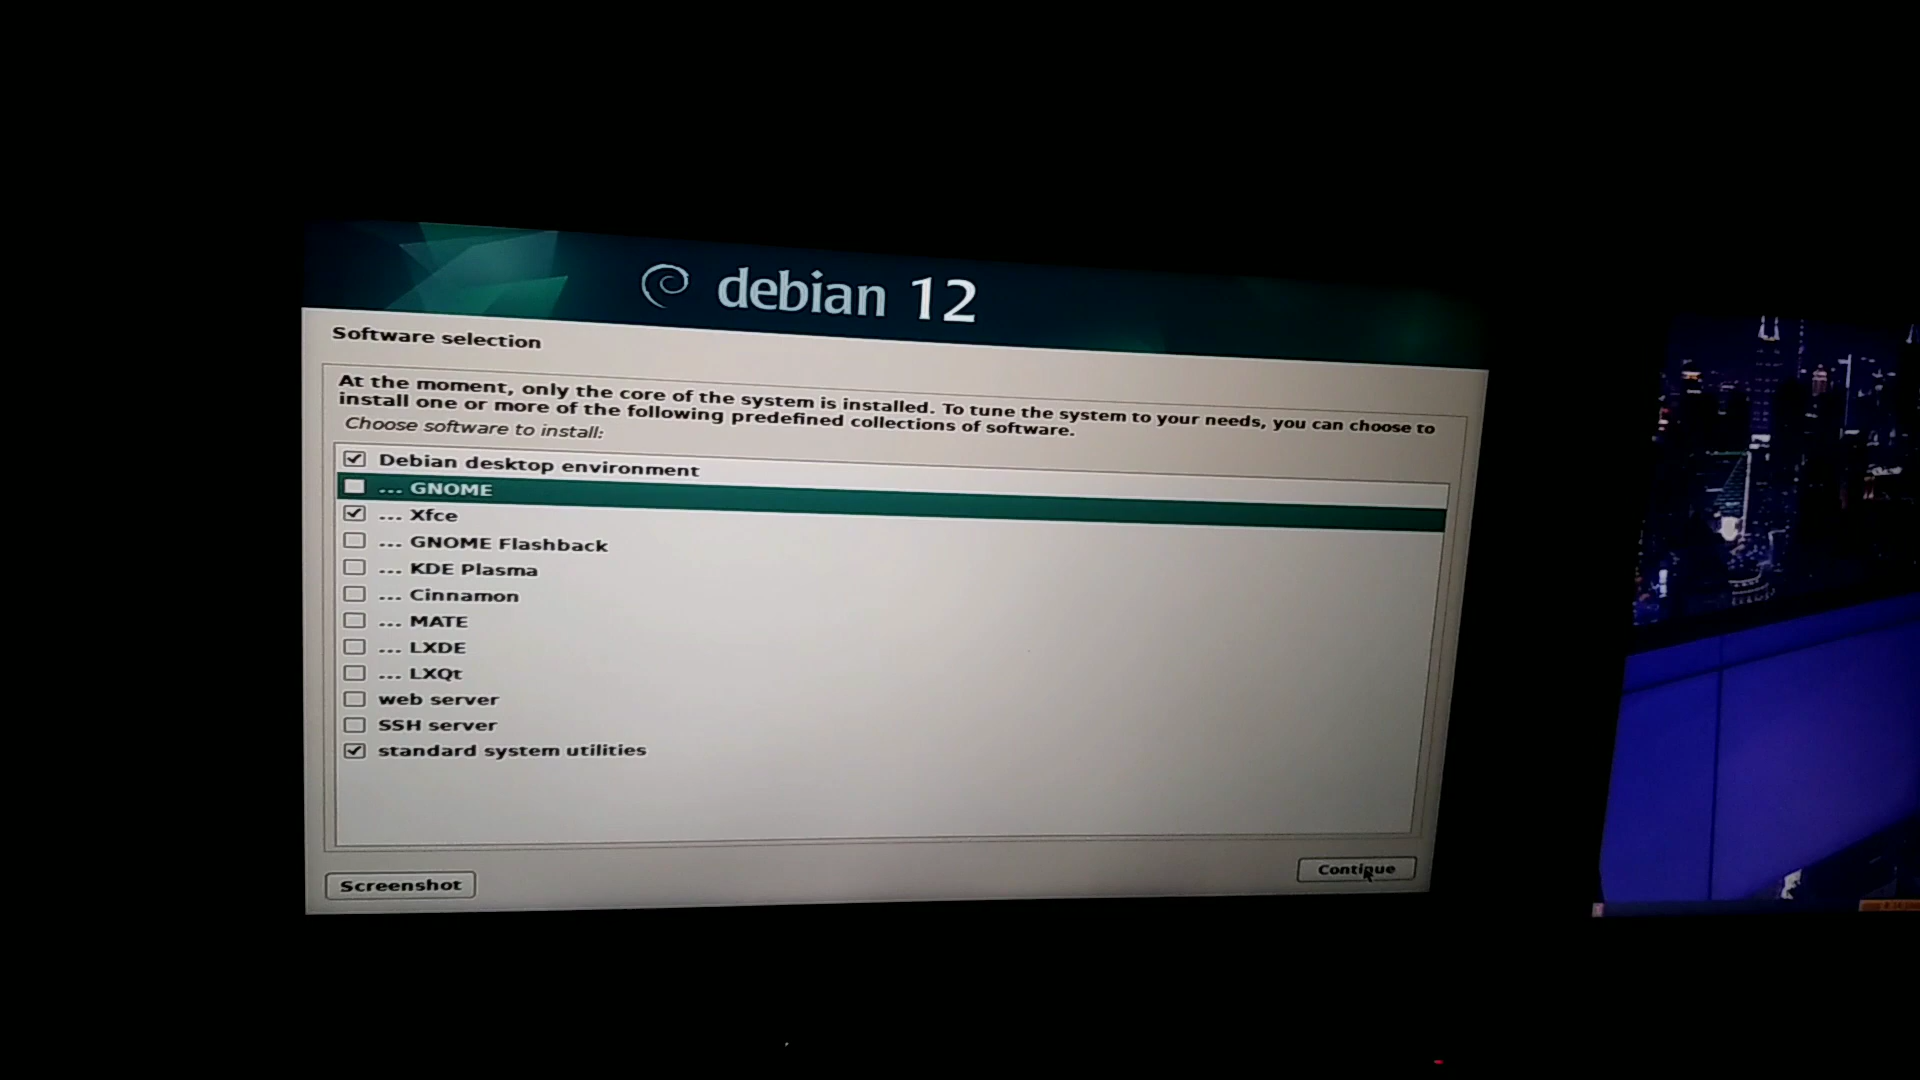 debian 12
Software selection
At the moment, only the core of the system is installed. To tune the system to your needs, you can choose to
install one or more of the following predefined collections of software.
Choose software to install:
Debian desktop environment
... GNOME
... Xfce
... GNOME Flashback
... KDE Plasma
... Cinnamon
... MATE
... LXDE
... LXQt
web server
SSH server
standard system utilities
Screenshot
Continue